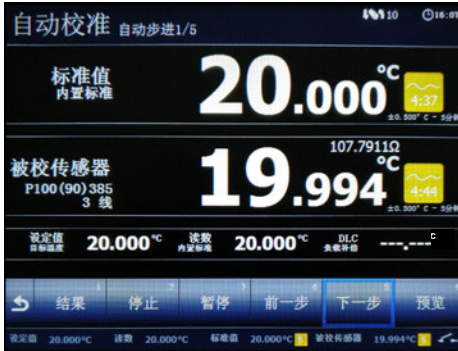 自动校准 自动步进1/5 10 16:07
标准值
内置标准
20.000 °C
4:37
±0.500° C - 5分钟
被校传感器
P100(90)385
3 线
107.7911Ω
19.994 °C
4:44
±0.500° C - 5分钟
设定值 目标温度 20.000 °C 读数 内置标准 20.000 °C DLC 负载补偿 ---.--- °C
结果 1 停止 2 暂停 3 前一步 4 下一步 5 预览
设定值 20.000°C 读数 20.000°C 标准值 20.000°C S 被校传感器 19.994°C S